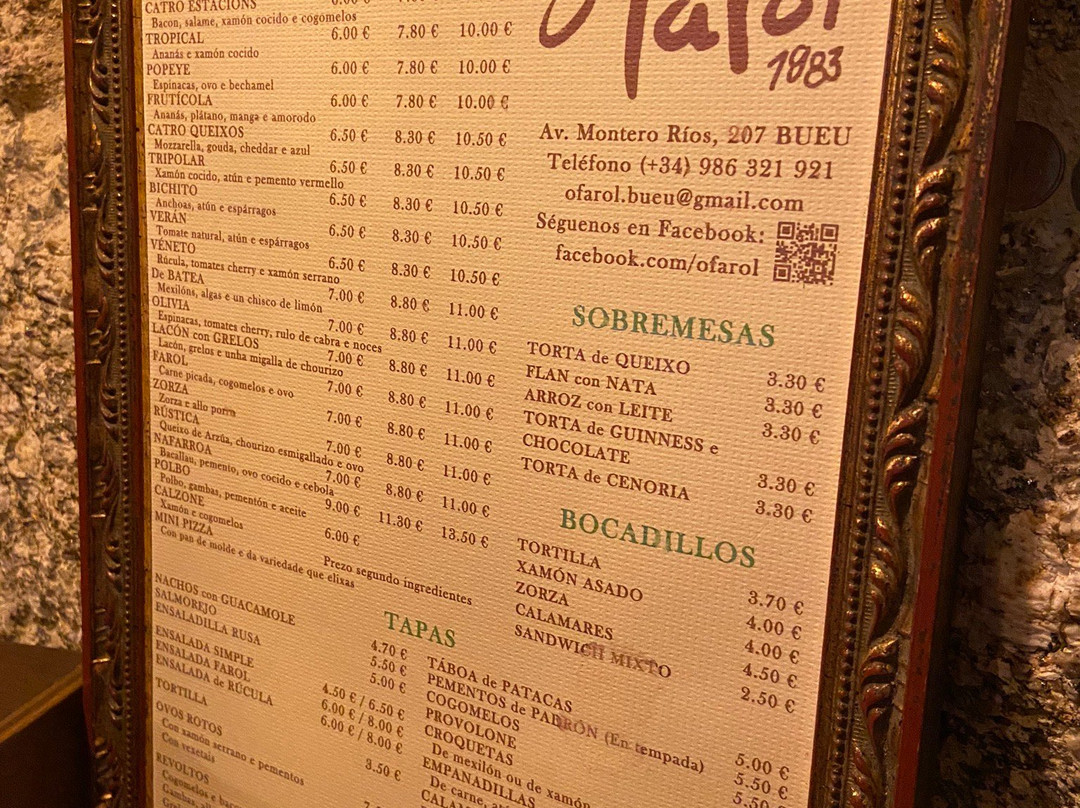 CATRO ESTACIÓNS
Bacon, salame, xamón cocido e cogomelos
6.00 € 7.80 € 10.00 €
TROPICAL
Ananás e xamón cocido
6.00 € 7.80 € 10.00 €
POPEYE
Espinacas, ovo e bechamel
6.00 € 7.80 € 10.00 €
FRUTÍCOLA
Ananás, plátano, manga e amorodo
6.50 € 8.30 € 10.50 €
CATRO QUEIXOS
Mozzarella, gouda, cheddar e azul
6.50 € 8.30 € 10.50 €
TRIPOLAR
Xamón cocido, atún e pemento vermello
6.50 € 8.30 € 10.50 €
BICHITO
Anchoas, atún e espárragos
6.50 € 8.30 € 10.50 €
VERÁN
Tomate natural, atún e espárragos
6.50 € 8.30 € 10.50 €
VÉNETO
Rúcula, tomates cherry e xamón serrano
7.00 € 8.80 € 11.00 €
De BATEA
Mexilóns, algas e un chisco de limón
7.00 € 8.80 € 11.00 €
OLIVIA
Espinacas, tomates cherry, rulo de cabra e noces
7.00 € 8.80 € 11.00 €
LACÓN con GRELOS
Lacón, grelos e unha migalla de chourizo
7.00 € 8.80 € 11.00 €
FAROL
Carne picada, cogomelos e ovo
7.00 € 8.80 € 11.00 €
ZORZA
Zorza e allo porro
7.00 € 8.80 € 11.00 €
RÚSTICA
Queixo de Arzúa, chourizo esmigallado e ovo
7.00 € 8.80 € 11.00 €
NAFARROA
Bacallau, pemento, ovo cocido e cebola
9.00 € 11.30 € 13.50 €
POLBO
Polbo, gambas, pementón e aceite
6.00 €
CALZONE
Xamón e cogomelos
MINI PIZZA
Con pan de molde e da variedade que elixas
Prezo segundo ingredientes
Ofarol
1983
Av. Montero Ríos, 207 BUEU
Teléfono (+34) 986 321 921
ofarol.bueu@gmail.com
Séguenos en Facebook:
facebook.com/ofarol
SOBREMESAS
TORTA de QUEIXO 3.30 €
FLAN con NATA 3.30 €
ARROZ con LEITE 3.30 €
TORTA de GUINNESS e
CHOCOLATE 3.30 €
TORTA de CENORIA 3.30 €
BOCADILLOS
TORTILLA 3.70 €
XAMÓN ASADO 4.00 €
ZORZA 4.00 €
CALAMARES 4.50 €
SANDWICH MIXTO 2.50 €
TAPAS
NACHOS con GUACAMOLE 4.70 €
SALMOREJO 5.50 €
ENSALADILLA RUSA 5.00 €
ENSALADA SIMPLE 4.50 € / 6.50 €
ENSALADA FAROL 6.00 € / 8.00 €
ENSALADA de RÚCULA 6.00 € / 8.00 €
TORTILLA 3.50 €
OVOS ROTOS
Con xamón serrano e pementos
Con vexetais
REVOLTOS
Cogomelos e
Gambas,
TÁBOA de PATACAS 5.00 €
PEMENTOS de PADRÓN (En tempada) 5.50 €
COGOMELOS 5.50 €
PROVOLONE
CROQUETAS
De mexilón ou de xamón
EMPANADILLAS
De carne,